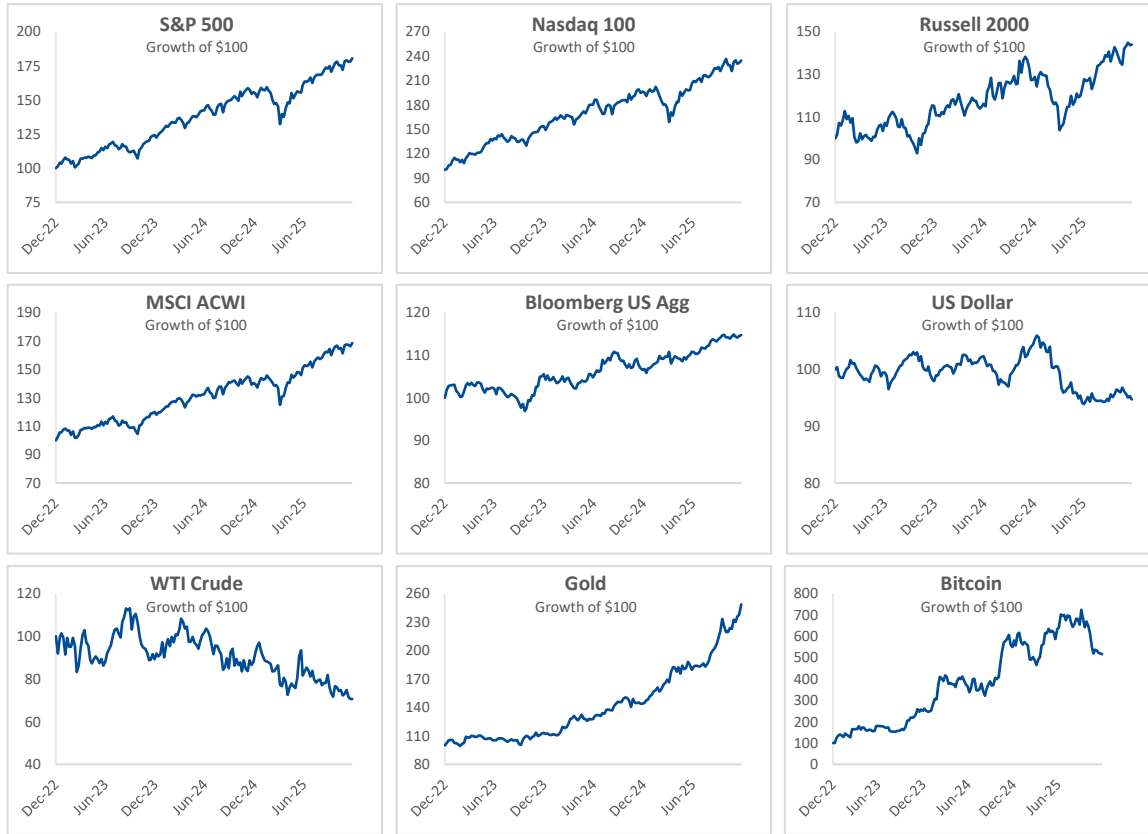 S&P 500
Growth of $100
200
175
150
125
100
75
Dec-22
Jun-23
Dec-23
Jun-24
Dec-24
Jun-25
Nasdaq 100
Growth of $100
270
240
210
180
150
120
90
60
Dec-22
Jun-23
Dec-23
Jun-24
Dec-24
Jun-25
Russell 2000
Growth of $100
150
130
110
90
70
Dec-22
Jun-23
Dec-23
Jun-24
Dec-24
Jun-25
MSCI ACWI
Growth of $100
190
170
150
130
110
90
70
Dec-22
Jun-23
Dec-23
Jun-24
Dec-24
Jun-25
Bloomberg US Agg
Growth of $100
120
110
100
90
80
Dec-22
Jun-23
Dec-23
Jun-24
Dec-24
Jun-25
US Dollar
Growth of $100
110
100
90
80
Dec-22
Jun-23
Dec-23
Jun-24
Dec-24
Jun-25
WTI Crude
Growth of $100
120
100
80
60
40
Dec-22
Jun-23
Dec-23
Jun-24
Dec-24
Jun-25
Gold
Growth of $100
260
230
200
170
140
110
80
Dec-22
Jun-23
Dec-23
Jun-24
Dec-24
Jun-25
Bitcoin
Growth of $100
800
700
600
500
400
300
200
100
0
Dec-22
Jun-23
Dec-23
Jun-24
Dec-24
Jun-25